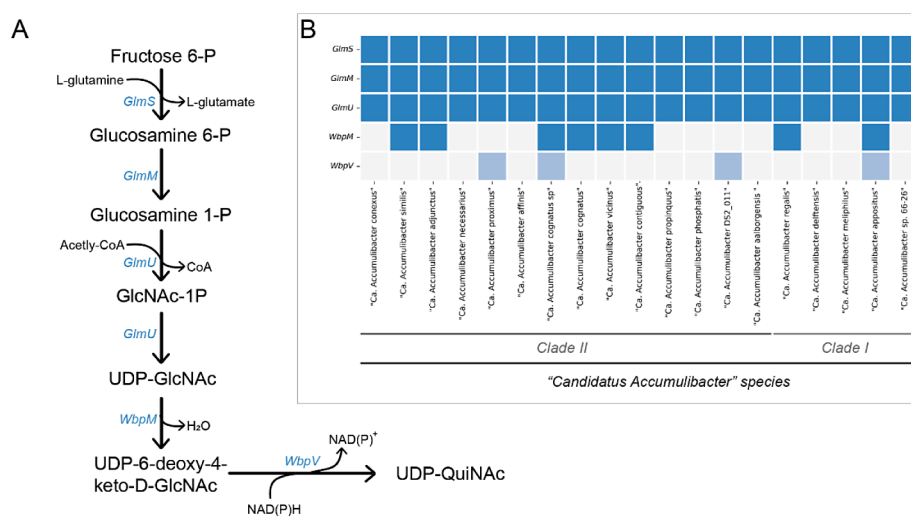 A
Fructose 6-P
L-glutamine
GlmS
L-glutamate
Glucosamine 6-P
GlmM
Glucosamine 1-P
Acetly-CoA
GlmU
CoA
GlcNAc-1P
GlmU
UDP-GlcNAc
WbpM
H₂O
UDP-6-deoxy-4-
keto-D-GlcNAc
WbpV
NAD(P)+
NAD(P)H
UDP-QuiNAc
B
GlmS
GlmM
GlmU
WbpM
WbpV
"Ca. Accumulibacter conexus"
"Ca. Accumulibacter similis"
"Ca. Accumulibacter adjunctus"
"Ca. Accumulibacter necessarius"
"Ca. Accumulibacter proximus"
"Ca. Accumulibacter affinis"
"Ca. Accumulibacter cognatus sp"
"Ca. Accumulibacter cognatus"
"Ca. Accumulibacter vicinus"
"Ca. Accumulibacter contiguous"
"Ca. Accumulibacter propinquus"
"Ca. Accumulibacter phosphatis"
"Ca. Accumulibacter DS2_011"
"Ca. Accumulibacter aalborgensis "
"Ca. Accumulibacter regalis"
"Ca. Accumulibacter delftensis"
"Ca. Accumulibacter meliphilus"
"Ca. Accumulibacter appositus"
"Ca. Accumulibacter sp. 66-26"
Clade II
Clade I
“Candidatus Accumulibacter” species